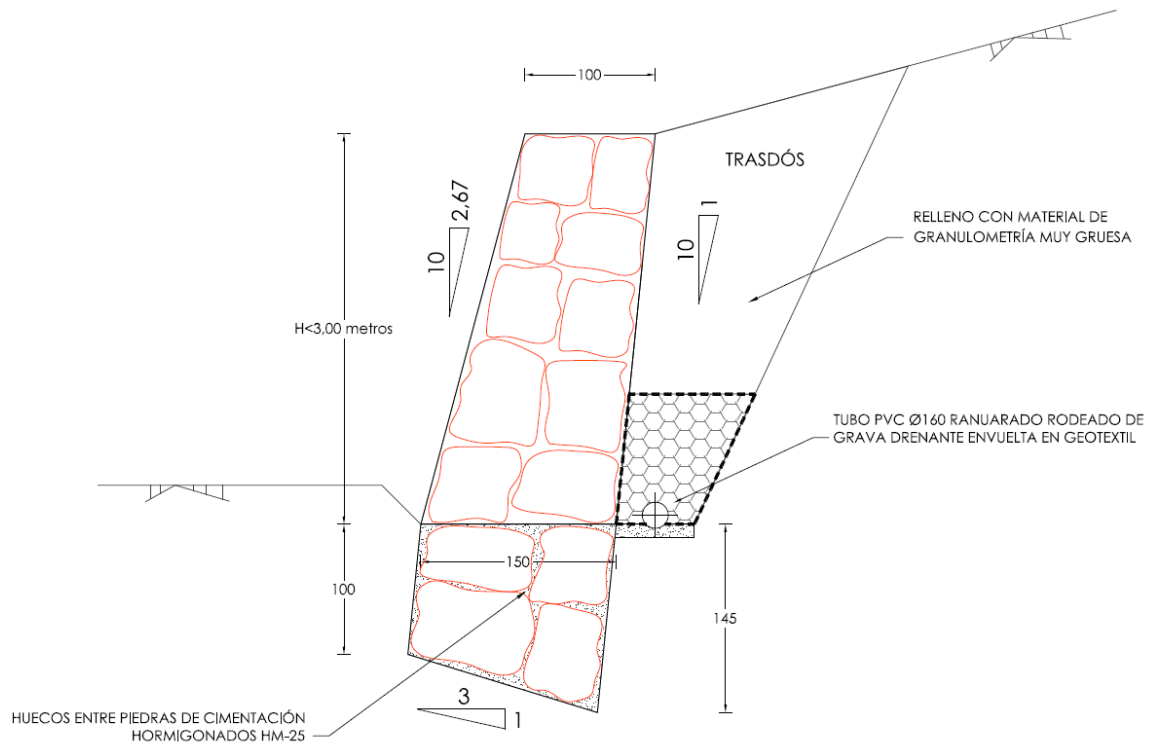 100
TRASDÓS
2,67
10
1
10
RELLENO CON MATERIAL DE
GRANULOMETRÍA MUY GRUESA
H<3,00 metros
TUBO PVC Ø160 RANUARADO RODEADO DE
GRAVA DRENANTE ENVUELTA EN GEOTEXTIL
150
100
145
3
1
HUECOS ENTRE PIEDRAS DE CIMENTACIÓN
HORMIGONADOS HM-25